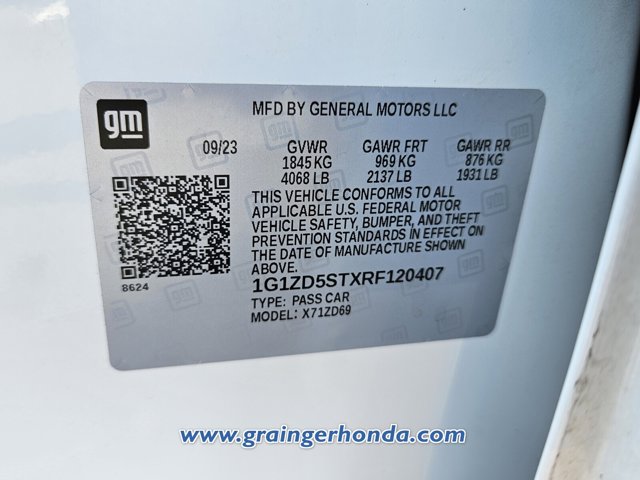 gm
MFD BY GENERAL MOTORS LLC
09/23 GVWR GAWR FRT GAWR RR
1845 KG 969 KG 876 KG
4068 LB 2137 LB 1931 LB
THIS VEHICLE CONFORMS TO ALL
APPLICABLE U.S. FEDERAL MOTOR
VEHICLE SAFETY, BUMPER, AND THEFT
PREVENTION STANDARDS IN EFFECT ON
THE DATE OF MANUFACTURE SHOWN
ABOVE.
8624
1G1ZD5STXRF120407
TYPE: PASS CAR
MODEL: X71ZD69
www.graingerhonda.com